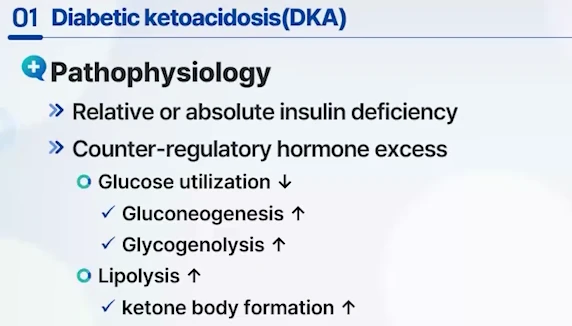 01 Diabetic ketoacidosis(DKA)
Pathophysiology
Relative or absolute insulin deficiency
Counter-regulatory hormone excess
Glucose utilization ↓
Gluconeogenesis ↑
Glycogenolysis ↑
Lipolysis ↑
ketone body formation ↑